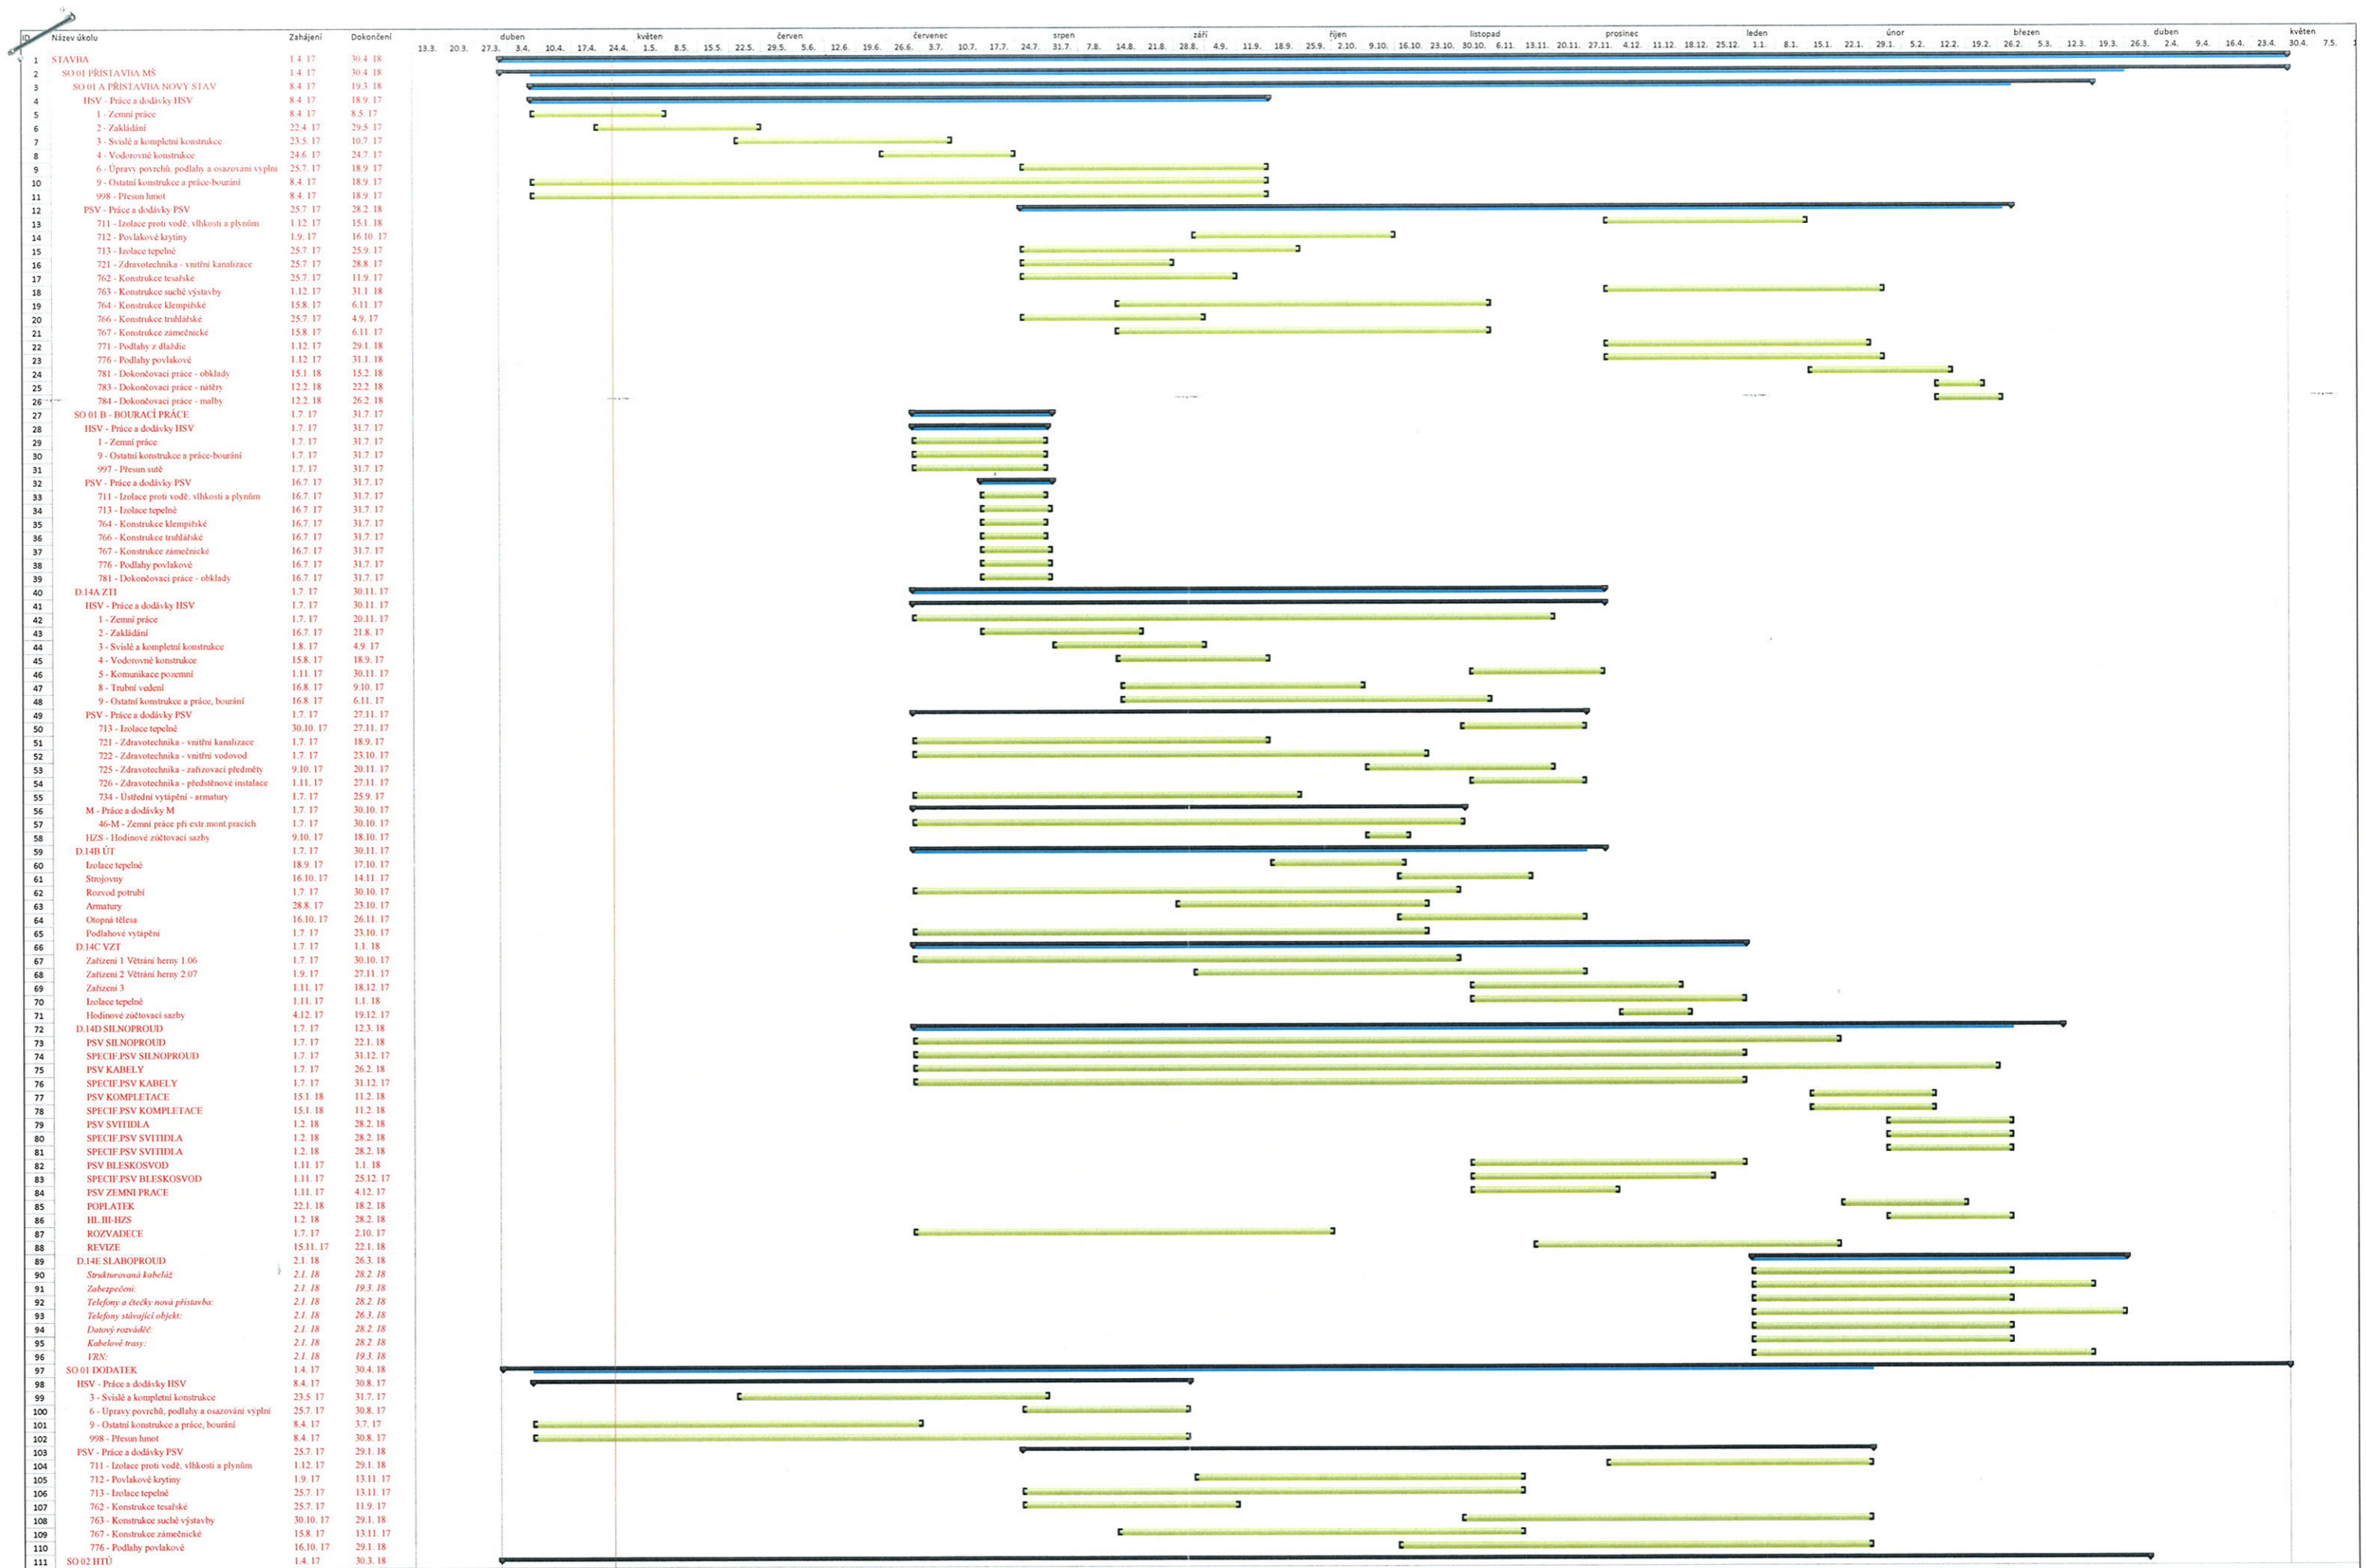 ID Název úkolu Zahájení Dokončení duben květen červen červenec srpen září říjen listopad prosinec leden únor březen duben květen
13.3. 20.3. 27.3. 3.4. 10.4. 17.4. 24.4. 1.5. 8.5. 15.5. 22.5. 29.5. 5.6. 12.6. 19.6. 26.6. 3.7. 10.7. 17.7. 24.7. 31.7. 7.8. 14.8. 21.8. 28.8. 4.9. 11.9. 18.9. 25.9. 2.10. 9.10. 16.10. 23.10. 30.10. 6.11. 13.11. 20.11. 27.11. 4.12. 11.12. 18.12. 25.12. 1.1. 8.1. 15.1. 22.1. 29.1. 5.2. 12.2. 19.2. 26.2. 5.3. 12.3. 19.3. 26.3. 2.4. 9.4. 16.4. 23.4. 30.4. 7.5.
1 STAVBA 1.4. 17 30.4. 18
2 SO 01 PŘÍSTAVBA MŠ 1.4. 17 30.4. 18
3 SO 01 A PŘÍSTAVBA NOVÝ STAV 8.4. 17 19.3. 18
4 HSV - Práce a dodávky HSV 8.4. 17 18.9. 17
5 1 - Zemní práce 8.4. 17 8.5. 17
6 2 - Zakládání 22.4. 17 29.5. 17
7 3 - Svislé a kompletní konstrukce 23.5. 17 10.7. 17
8 4 - Vodorovné konstrukce 24.6. 17 24.7. 17
9 6 - Úpravy povrchů, podlahy a osazování výplní 25.7. 17 18.9. 17
10 9 - Ostatní konstrukce a práce-bourání 8.4. 17 18.9. 17
11 998 - Přesun hmot 8.4. 17 18.9. 17
12 PSV - Práce a dodávky PSV 25.7. 17 28.2. 18
13 711 - Izolace proti vodě, vlhkosti a plynům 1.12. 17 15.1. 18
14 712 - Povlakové krytiny 1.9. 17 16.10. 17
15 713 - Izolace tepelné 25.7. 17 25.9. 17
16 721 - Zdravotechnika - vnitřní kanalizace 25.7. 17 28.8. 17
17 762 - Konstrukce tesařské 25.7. 17 11.9. 17
18 763 - Konstrukce suché výstavby 1.12. 17 31.1. 18
19 764 - Konstrukce klempířské 15.8. 17 6.11. 17
20 766 - Konstrukce truhlářské 25.7. 17 4.9. 17
21 767 - Konstrukce zámečnické 15.8. 17 6.11. 17
22 771 - Podlahy z dlaždic 1.12. 17 29.1. 18
23 776 - Podlahy povlakové 1.12. 17 31.1. 18
24 781 - Dokončovací práce - obklady 15.1. 18 15.2. 18
25 783 - Dokončovací práce - nátěry 12.2. 18 22.2. 18
26 784 - Dokončovací práce - malby 12.2. 18 26.2. 18
27 SO 01 B - BOURACÍ PRÁCE 1.7. 17 31.7. 17
28 HSV - Práce a dodávky HSV 1.7. 17 31.7. 17
29 1 - Zemní práce 1.7. 17 31.7. 17
30 9 - Ostatní konstrukce a práce-bourání 1.7. 17 31.7. 17
31 997 - Přesun sutě 1.7. 17 31.7. 17
32 PSV - Práce a dodávky PSV 16.7. 17 31.7. 17
33 711 - Izolace proti vodě, vlhkosti a plynům 16.7. 17 31.7. 17
34 713 - Izolace tepelné 16.7. 17 31.7. 17
35 764 - Konstrukce klempířské 16.7. 17 31.7. 17
36 766 - Konstrukce truhlářské 16.7. 17 31.7. 17
37 767 - Konstrukce zámečnické 16.7. 17 31.7. 17
38 776 - Podlahy povlakové 16.7. 17 31.7. 17
39 781 - Dokončovací práce - obklady 16.7. 17 31.7. 17
40 D.14A ZTI 1.7. 17 30.11. 17
41 HSV - Práce a dodávky HSV 1.7. 17 30.11. 17
42 1 - Zemní práce 1.7. 17 20.11. 17
43 2 - Zakládání 16.7. 17 21.8. 17
44 3 - Svislé a kompletní konstrukce 1.8. 17 4.9. 17
45 4 - Vodorovné konstrukce 15.8. 17 18.9. 17
46 5 - Komunikace pozemní 1.11. 17 30.11. 17
47 8 - Trubní vedení 16.8. 17 9.10. 17
48 9 - Ostatní konstrukce a práce, bourání 16.8. 17 6.11. 17
49 PSV - Práce a dodávky PSV 1.7. 17 27.11. 17
50 713 - Izolace tepelné 30.10. 17 27.11. 17
51 721 - Zdravotechnika - vnitřní kanalizace 1.7. 17 18.9. 17
52 722 - Zdravotechnika - vnitřní vodovod 1.7. 17 23.10. 17
53 725 - Zdravotechnika - zařizovací předměty 9.10. 17 20.11. 17
54 726 - Zdravotechnika - předstěnové instalace 1.11. 17 27.11. 17
55 734 - Ústřední vytápění - armatury 1.7. 17 25.9. 17
56 M - Práce a dodávky M 1.7. 17 30.10. 17
57 46-M - Zemní práce při extr.mont.pracích 1.7. 17 30.10. 17
58 HZS - Hodinové zúčtovací sazby 9.10. 17 18.10. 17
59 D.14B ÚT 1.7. 17 30.11. 17
60 Izolace tepelné 18.9. 17 17.10. 17
61 Strojovny 16.10. 17 14.11. 17
62 Rozvod potrubí 1.7. 17 30.10. 17
63 Armatury 28.8. 17 23.10. 17
64 Otopná tělesa 16.10. 17 26.11. 17
65 Podlahové vytápění 1.7. 17 23.10. 17
66 D.14C VZT 1.7. 17 1.1. 18
67 Zařízení 1 Větrání herny 1.06 1.7. 17 30.10. 17
68 Zařízení 2 Větrání herny 2.07 1.9. 17 27.11. 17
69 Zařízení 3 1.11. 17 18.12. 17
70 Izolace tepelné 1.11. 17 1.1. 18
71 Hodinové zúčtovací sazby 4.12. 17 19.12. 17
72 D.14D SILNOPROUD 1.7. 17 12.3. 18
73 PSV SILNOPROUD 1.7. 17 22.1. 18
74 SPECIF.PSV SILNOPROUD 1.7. 17 31.12. 17
75 PSV KABELY 1.7. 17 26.2. 18
76 SPECIF.PSV KABELY 1.7. 17 31.12. 17
77 PSV KOMPLETACE 15.1. 18 11.2. 18
78 SPECIF.PSV KOMPLETACE 15.1. 18 11.2. 18
79 PSV SVITIDLA 1.2. 18 28.2. 18
80 SPECIF.PSV SVITIDLA 1.2. 18 28.2. 18
81 SPECIF.PSV SVITIDLA 1.2. 18 28.2. 18
82 PSV BLESKOSVOD 1.11. 17 1.1. 18
83 SPECIF.PSV BLESKOSVOD 1.11. 17 25.12. 17
84 PSV ZEMNI PRACE 1.11. 17 4.12. 17
85 POPLATEK 22.1. 18 18.2. 18
86 HI.III-HZS 1.2. 18 28.2. 18
87 ROZVADECE 1.7. 17 2.10. 17
88 REVIZE 15.11. 17 22.1. 18
89 D.14E SLABOPROUD 2.1. 18 26.3. 18
90 Strukturovaná kabeláž: 2.1. 18 28.2. 18
91 Zabezpečení: 2.1. 18 19.3. 18
92 Telefony a čtečky nová přístavba: 2.1. 18 28.2. 18
93 Telefony stávající objekt: 2.1. 18 26.3. 18
94 Datový rozváděč: 2.1. 18 28.2. 18
95 Kabelové trasy: 2.1. 18 28.2. 18
96 VRN: 2.1. 18 19.3. 18
97 SO 01 DODATEK 1.4. 17 30.4. 18
98 HSV - Práce a dodávky HSV 8.4. 17 30.8. 17
99 3 - Svislé a kompletní konstrukce 23.5. 17 31.7. 17
100 6 - Úpravy povrchů, podlahy a osazování výplní 25.7. 17 30.8. 17
101 9 - Ostatní konstrukce a práce, bourání 8.4. 17 3.7. 17
102 998 - Přesun hmot 8.4. 17 30.8. 17
103 PSV - Práce a dodávky PSV 25.7. 17 29.1. 18
104 711 - Izolace proti vodě, vlhkosti a plynům 1.12. 17 29.1. 18
105 712 - Povlakové krytiny 1.9. 17 13.11. 17
106 713 - Izolace tepelné 25.7. 17 13.11. 17
107 762 - Konstrukce tesařské 25.7. 17 11.9. 17
108 763 - Konstrukce suché výstavby 30.10. 17 29.1. 18
109 767 - Konstrukce zámečnické 15.8. 17 13.11. 17
110 776 - Podlahy povlakové 16.10. 17 29.1. 18
111 SO 02 HTÚ 1.4. 17 30.3. 18